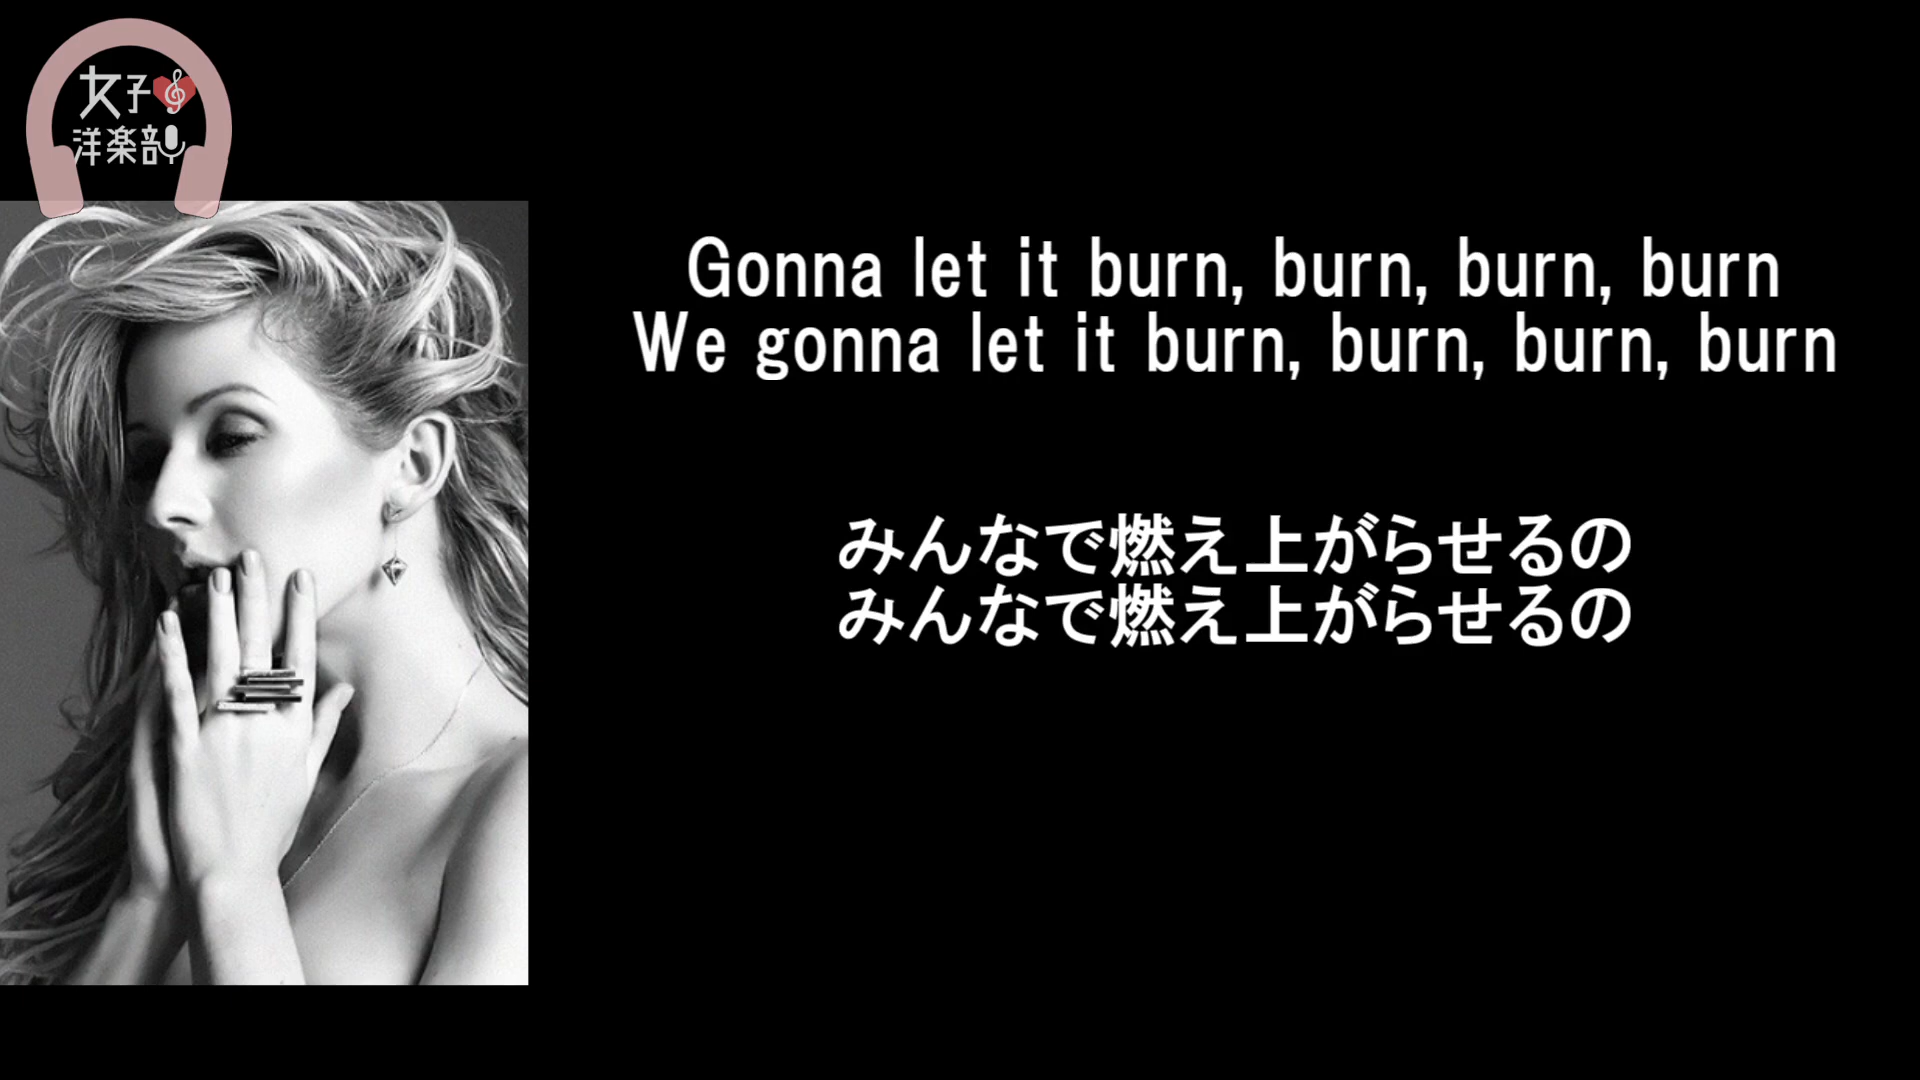 女子
洋楽部
Gonna let it burn, burn, burn, burn
We gonna let it burn, burn, burn, burn
みんなで燃え上がらせるの
みんなで燃え上がらせるの